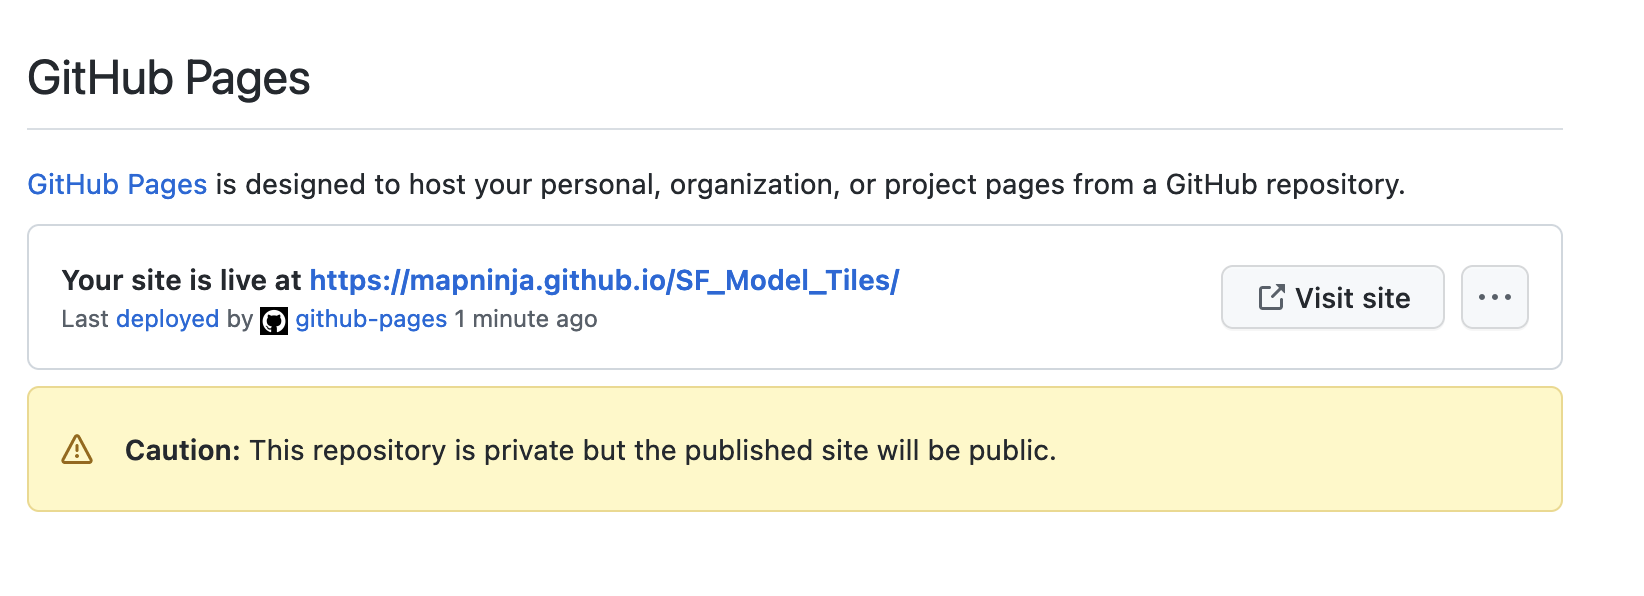 GitHub Pages
GitHub Pages is designed to host your personal, organization, or project pages from a GitHub repository.
Your site is live at https://mapninja.github.io/SF_Model_Tiles/
Last deployed by github-pages 1 minute ago
Visit site
Caution: This repository is private but the published site will be public.